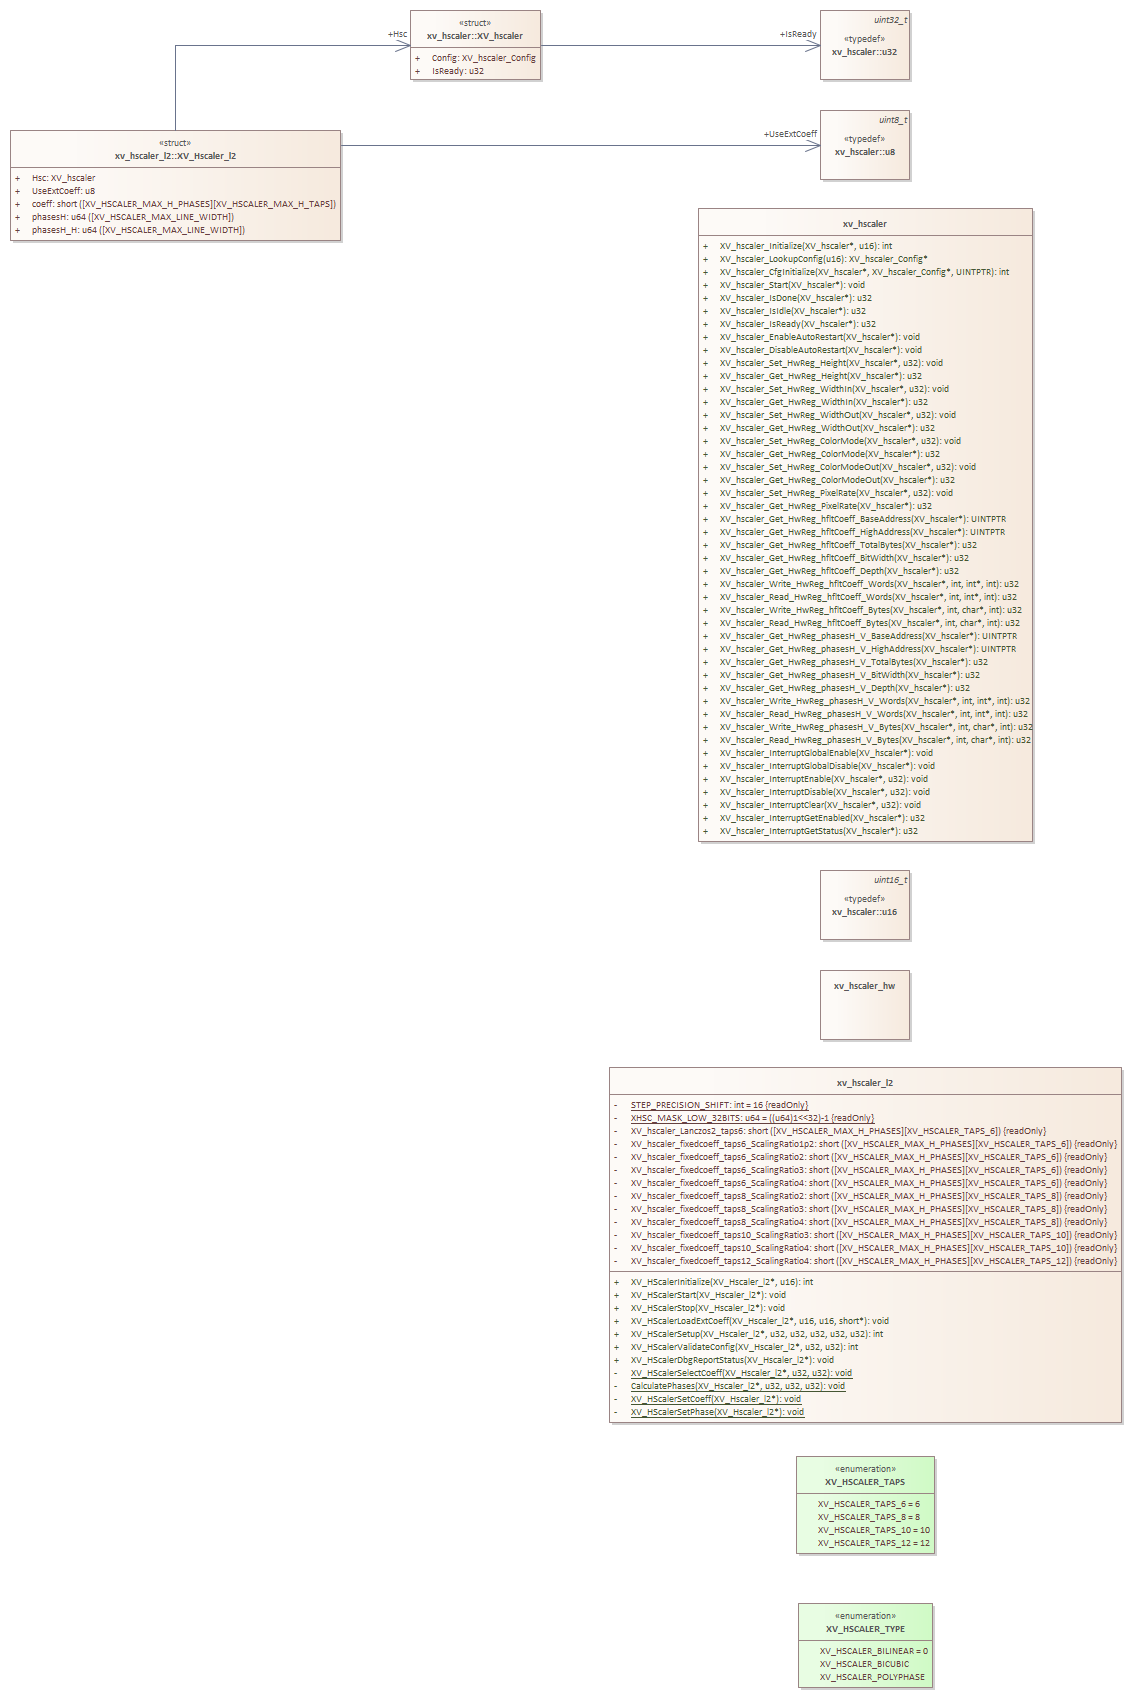 «struct»
xv_hscaler::XV_hscaler
+ Config: XV_hscaler_Config
+ IsReady: u32
+Hsc
+IsReady
uint32_t
«typedef»
xv_hscaler::u32
uint8_t
«typedef»
xv_hscaler::u8
+UseExtCoeff
«struct»
xv_hscaler_l2::XV_Hscaler_l2
+ Hsc: XV_hscaler
+ UseExtCoeff: u8
+ coeff: short ([XV_HSCALER_MAX_H_PHASES][XV_HSCALER_MAX_H_TAPS])
+ phasesH: u64 ([XV_HSCALER_MAX_LINE_WIDTH])
+ phasesH_H: u64 ([XV_HSCALER_MAX_LINE_WIDTH])
xv_hscaler
+ XV_hscaler_Initialize(XV_hscaler*, u16): int
+ XV_hscaler_LookupConfig(u16): XV_hscaler_Config*
+ XV_hscaler_CfgInitialize(XV_hscaler*, XV_hscaler_Config*, UINTPTR): int
+ XV_hscaler_Start(XV_hscaler*): void
+ XV_hscaler_IsDone(XV_hscaler*): u32
+ XV_hscaler_IsIdle(XV_hscaler*): u32
+ XV_hscaler_IsReady(XV_hscaler*): u32
+ XV_hscaler_EnableAutoRestart(XV_hscaler*): void
+ XV_hscaler_DisableAutoRestart(XV_hscaler*): void
+ XV_hscaler_Set_HwReg_Height(XV_hscaler*, u32): void
+ XV_hscaler_Get_HwReg_Height(XV_hscaler*): u32
+ XV_hscaler_Set_HwReg_WidthIn(XV_hscaler*, u32): void
+ XV_hscaler_Get_HwReg_WidthIn(XV_hscaler*): u32
+ XV_hscaler_Set_HwReg_WidthOut(XV_hscaler*, u32): void
+ XV_hscaler_Get_HwReg_WidthOut(XV_hscaler*): u32
+ XV_hscaler_Set_HwReg_ColorMode(XV_hscaler*, u32): void
+ XV_hscaler_Get_HwReg_ColorMode(XV_hscaler*): u32
+ XV_hscaler_Set_HwReg_ColorModeOut(XV_hscaler*, u32): void
+ XV_hscaler_Get_HwReg_ColorModeOut(XV_hscaler*): u32
+ XV_hscaler_Set_HwReg_PixelRate(XV_hscaler*, u32): void
+ XV_hscaler_Get_HwReg_PixelRate(XV_hscaler*): u32
+ XV_hscaler_Get_HwReg_hfltCoeff_BaseAddress(XV_hscaler*): UINTPTR
+ XV_hscaler_Get_HwReg_hfltCoeff_HighAddress(XV_hscaler*): UINTPTR
+ XV_hscaler_Get_HwReg_hfltCoeff_TotalBytes(XV_hscaler*): u32
+ XV_hscaler_Get_HwReg_hfltCoeff_BitWidth(XV_hscaler*): u32
+ XV_hscaler_Get_HwReg_hfltCoeff_Depth(XV_hscaler*): u32
+ XV_hscaler_Write_HwReg_hfltCoeff_Words(XV_hscaler*, int, int*, int): u32
+ XV_hscaler_Read_HwReg_hfltCoeff_Words(XV_hscaler*, int, int*, int): u32
+ XV_hscaler_Write_HwReg_hfltCoeff_Bytes(XV_hscaler*, int, char*, int): u32
+ XV_hscaler_Read_HwReg_hfltCoeff_Bytes(XV_hscaler*, int, char*, int): u32
+ XV_hscaler_Get_HwReg_phasesH_V_BaseAddress(XV_hscaler*): UINTPTR
+ XV_hscaler_Get_HwReg_phasesH_V_HighAddress(XV_hscaler*): UINTPTR
+ XV_hscaler_Get_HwReg_phasesH_V_TotalBytes(XV_hscaler*): u32
+ XV_hscaler_Get_HwReg_phasesH_V_BitWidth(XV_hscaler*): u32
+ XV_hscaler_Get_HwReg_phasesH_V_Depth(XV_hscaler*): u32
+ XV_hscaler_Write_HwReg_phasesH_V_Words(XV_hscaler*, int, int*, int): u32
+ XV_hscaler_Read_HwReg_phasesH_V_Words(XV_hscaler*, int, int*, int): u32
+ XV_hscaler_Write_HwReg_phasesH_V_Bytes(XV_hscaler*, int, char*, int): u32
+ XV_hscaler_Read_HwReg_phasesH_V_Bytes(XV_hscaler*, int, char*, int): u32
+ XV_hscaler_InterruptGlobalEnable(XV_hscaler*): void
+ XV_hscaler_InterruptGlobalDisable(XV_hscaler*): void
+ XV_hscaler_InterruptEnable(XV_hscaler*, u32): void
+ XV_hscaler_InterruptDisable(XV_hscaler*, u32): void
+ XV_hscaler_InterruptClear(XV_hscaler*, u32): void
+ XV_hscaler_InterruptGetEnabled(XV_hscaler*): u32
+ XV_hscaler_InterruptGetStatus(XV_hscaler*): u32
uint16_t
«typedef»
xv_hscaler::u16
xv_hscaler_hw
xv_hscaler_l2
- STEP_PRECISION_SHIFT: int = 16 {readOnly}
- XHSC_MASK_LOW_32BITS: u64 = ((u64)1<<32)-1 {readOnly}
- XV_hscaler_Lanczos2_taps6: short ([XV_HSCALER_MAX_H_PHASES][XV_HSCALER_TAPS_6]) {readOnly}
- XV_hscaler_fixedcoeff_taps6_ScalingRatio1p2: short ([XV_HSCALER_MAX_H_PHASES][XV_HSCALER_TAPS_6]) {readOnly}
- XV_hscaler_fixedcoeff_taps6_ScalingRatio2: short ([XV_HSCALER_MAX_H_PHASES][XV_HSCALER_TAPS_6]) {readOnly}
- XV_hscaler_fixedcoeff_taps6_ScalingRatio3: short ([XV_HSCALER_MAX_H_PHASES][XV_HSCALER_TAPS_6]) {readOnly}
- XV_hscaler_fixedcoeff_taps6_ScalingRatio4: short ([XV_HSCALER_MAX_H_PHASES][XV_HSCALER_TAPS_6]) {readOnly}
- XV_hscaler_fixedcoeff_taps8_ScalingRatio2: short ([XV_HSCALER_MAX_H_PHASES][XV_HSCALER_TAPS_8]) {readOnly}
- XV_hscaler_fixedcoeff_taps8_ScalingRatio3: short ([XV_HSCALER_MAX_H_PHASES][XV_HSCALER_TAPS_8]) {readOnly}
- XV_hscaler_fixedcoeff_taps8_ScalingRatio4: short ([XV_HSCALER_MAX_H_PHASES][XV_HSCALER_TAPS_8]) {readOnly}
- XV_hscaler_fixedcoeff_taps10_ScalingRatio3: short ([XV_HSCALER_MAX_H_PHASES][XV_HSCALER_TAPS_10]) {readOnly}
- XV_hscaler_fixedcoeff_taps10_ScalingRatio4: short ([XV_HSCALER_MAX_H_PHASES][XV_HSCALER_TAPS_10]) {readOnly}
- XV_hscaler_fixedcoeff_taps12_ScalingRatio4: short ([XV_HSCALER_MAX_H_PHASES][XV_HSCALER_TAPS_12]) {readOnly}
+ XV_HScalerInitialize(XV_Hscaler_l2*, u16): int
+ XV_HScalerStart(XV_Hscaler_l2*): void
+ XV_HScalerStop(XV_Hscaler_l2*): void
+ XV_HScalerLoadExtCoeff(XV_Hscaler_l2*, u16, u16, short*): void
+ XV_HScalerSetup(XV_Hscaler_l2*, u32, u32, u32, u32, u32): int
+ XV_HScalerValidateConfig(XV_Hscaler_l2*, u32, u32): int
+ XV_HScalerDbgReportStatus(XV_Hscaler_l2*): void
- XV_HScalerSelectCoeff(XV_Hscaler_l2*, u32, u32): void
- CalculatePhases(XV_Hscaler_l2*, u32, u32, u32): void
- XV_HScalerSetCoeff(XV_Hscaler_l2*): void
- XV_HScalerSetPhase(XV_Hscaler_l2*): void
«enumeration»
XV_HSCALER_TAPS
XV_HSCALER_TAPS_6 = 6
XV_HSCALER_TAPS_8 = 8
XV_HSCALER_TAPS_10 = 10
XV_HSCALER_TAPS_12 = 12
«enumeration»
XV_HSCALER_TYPE
XV_HSCALER_BILINEAR = 0
XV_HSCALER_BICUBIC
XV_HSCALER_POLYPHASE